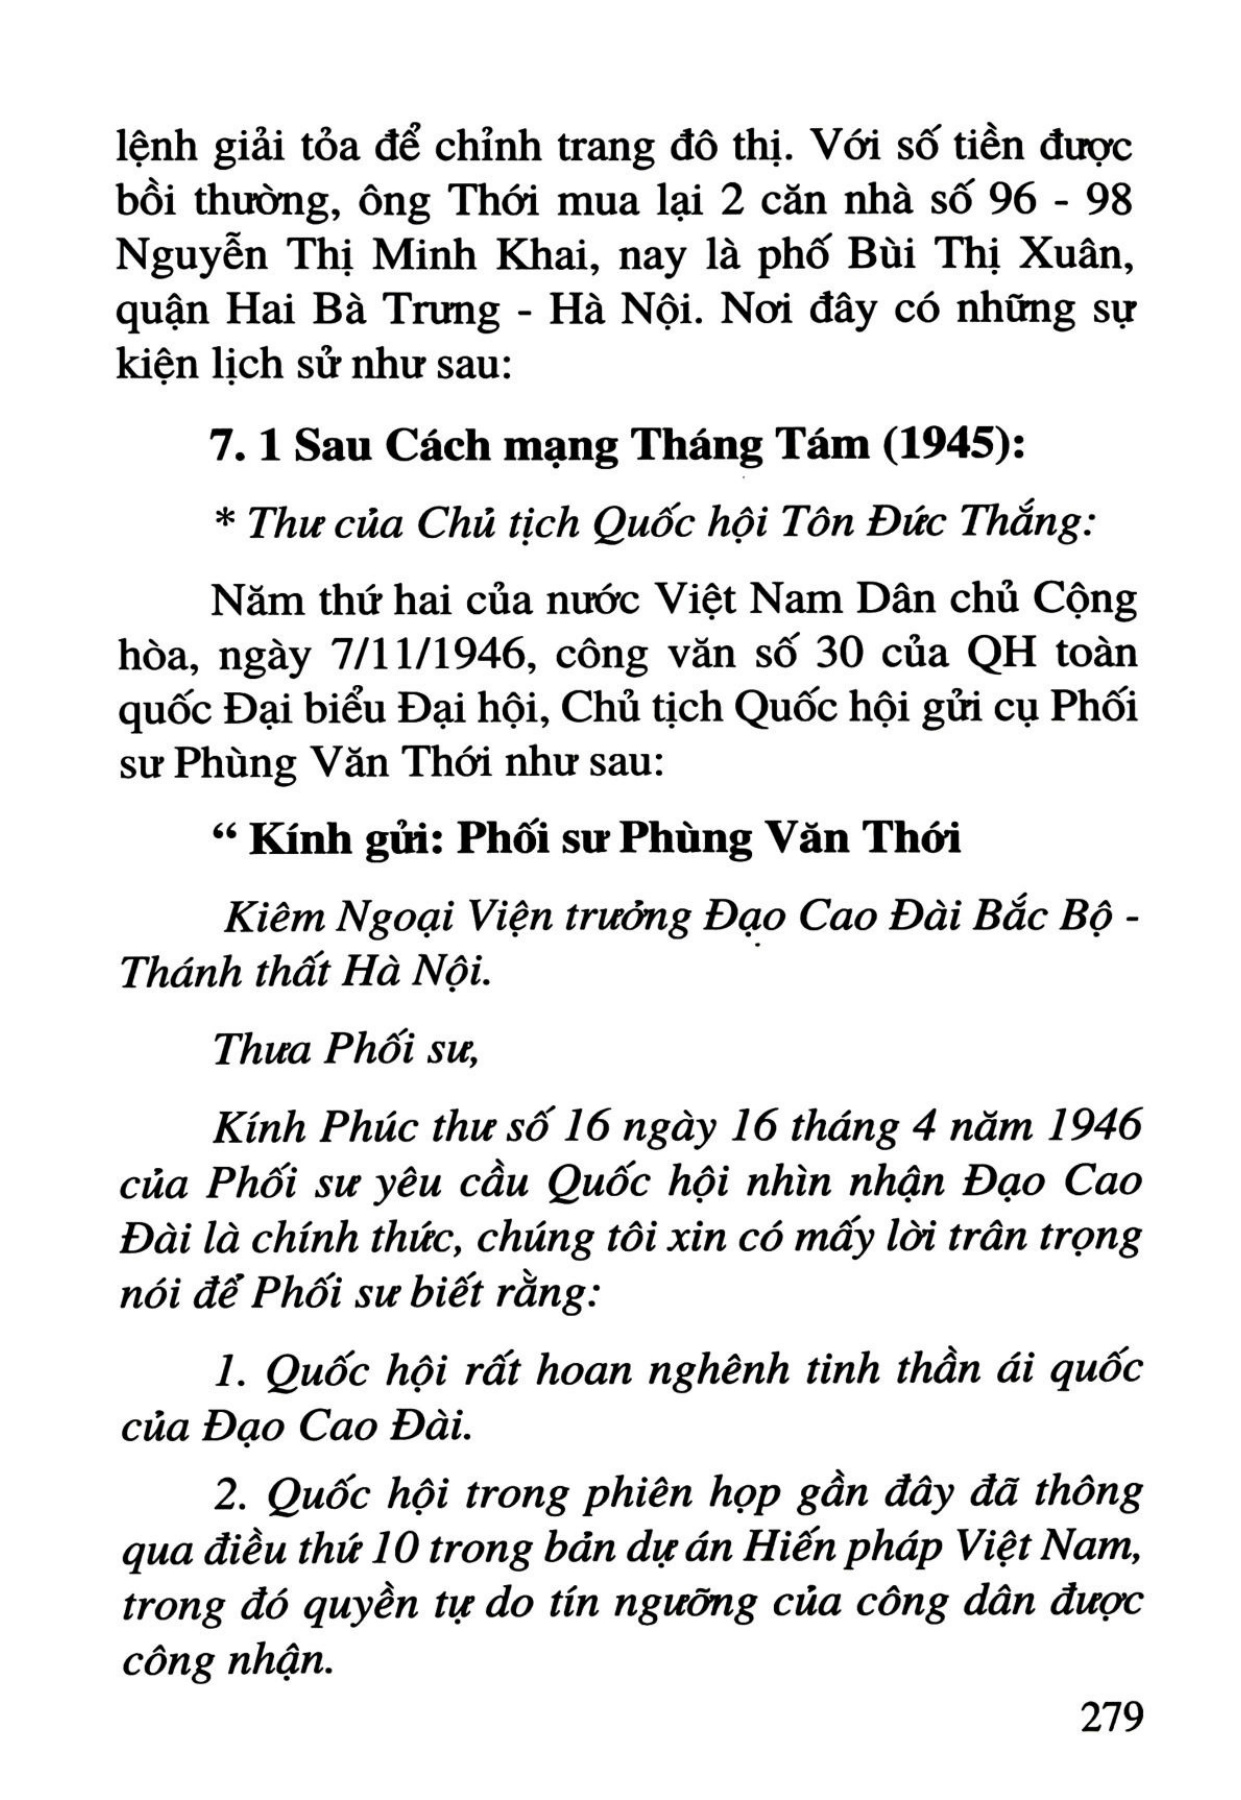 lệnh giải tỏa để chỉnh trang đô thị. Với số tiền được
bồi thường, ông Thới mua lại 2 căn nhà số 96 - 98
Nguyễn Thị Minh Khai, nay là phố Bùi Thị Xuân,
quận Hai Bà Trưng - Hà Nội. Nơi đây có những sự
kiện lịch sử như sau:
7. 1 Sau Cách mạng Tháng Tám (1945):
* Thư của Chủ tịch Quốc hội Tôn Đức Thắng:
Năm thứ hai của nước Việt Nam Dân chủ Cộng
hòa, ngày 7/11/1946, công văn số 30 của QH toàn
quốc Đại biểu Đại hội, Chủ tịch Quốc hội gửi cụ Phối
sư Phùng Văn Thới như sau:
“ Kính gửi: Phối sư Phùng Văn Thới
Kiêm Ngoại Viện trưởng Đạo Cao Đài Bắc Bộ -
Thánh thất Hà Nội.
Thưa Phối sư,
Kính Phúc thư số 16 ngày 16 tháng 4 năm 1946
của Phối sư yêu cầu Quốc hội nhìn nhận Đạo Cao
Đài là chính thức, chúng tôi xin có mấy lời trân trọng
nói để Phối sư biết rằng:
1. Quốc hội rất hoan nghênh tinh thần ái quốc
của Đạo Cao Đài.
2. Quốc hội trong phiên họp gần đây đã thông
qua điều thứ 10 trong bản dự án Hiến pháp Việt Nam,
trong đó quyền tự do tín ngưỡng của công dân được
công nhận.
279